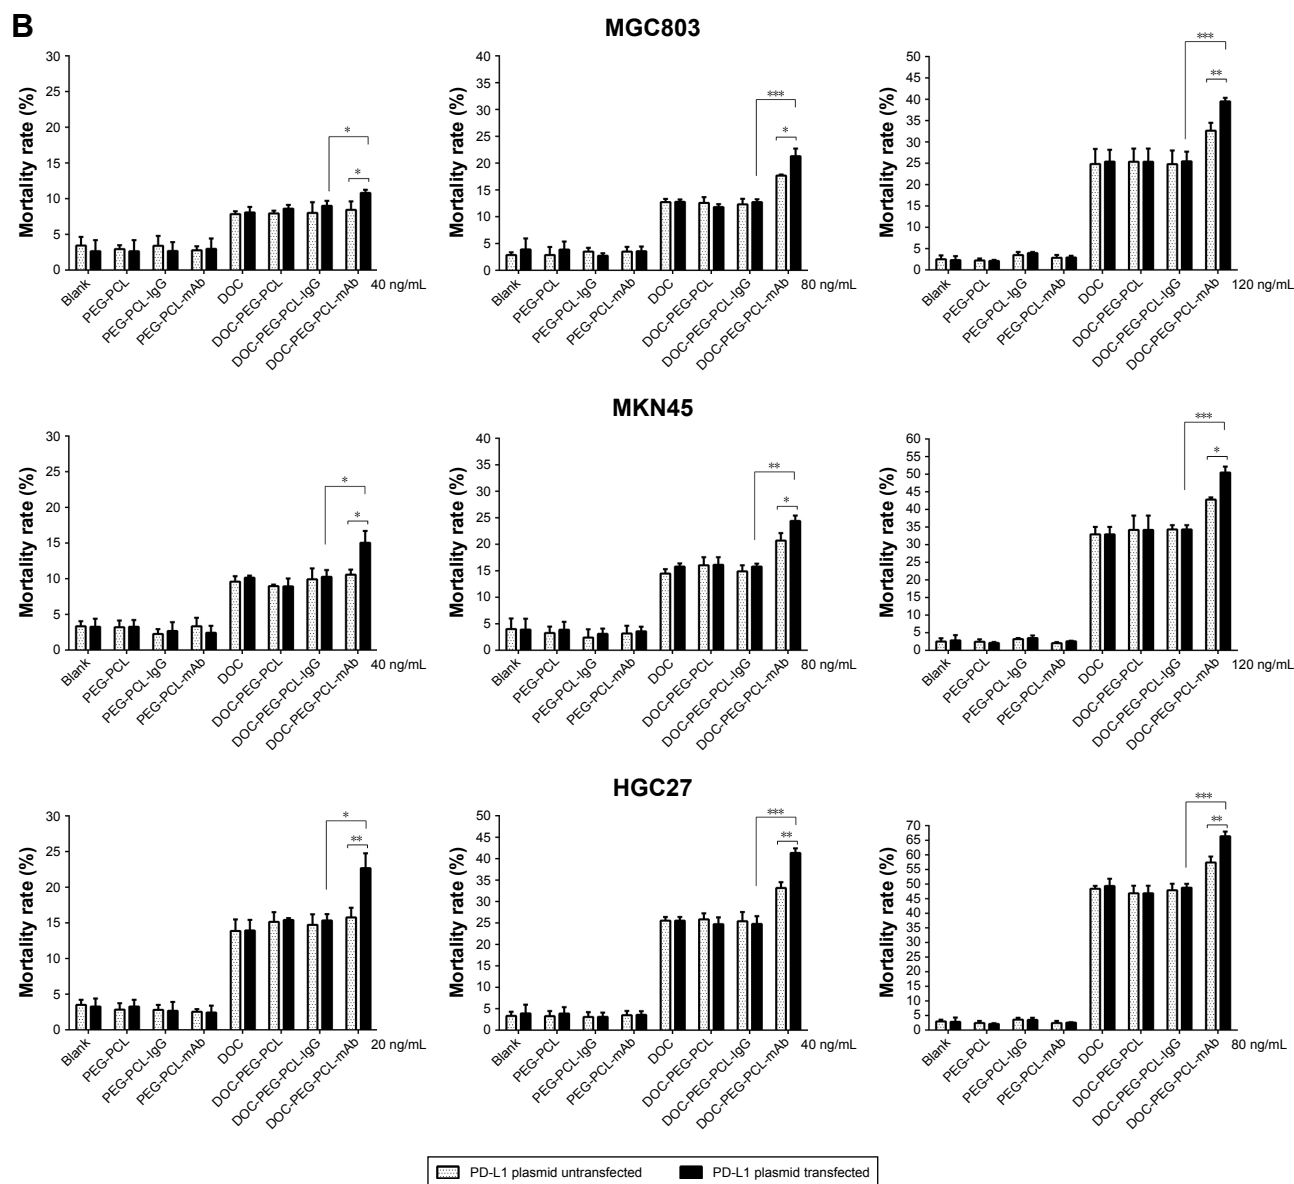 B
MGC803
Mortality rate (%)
30
25
20
15
10
5
0
*
*
Blank
PEG-PCL
PEG-PCL-IgG
PEG-PCL-mAb
DOC
DOC-PEG-PCL
DOC-PEG-PCL-IgG
DOC-PEG-PCL-mAb
40 ng/mL
Mortality rate (%)
40
35
30
25
20
15
10
5
0
***
*
Blank
PEG-PCL
PEG-PCL-IgG
PEG-PCL-mAb
DOC
DOC-PEG-PCL
DOC-PEG-PCL-IgG
DOC-PEG-PCL-mAb
80 ng/mL
Mortality rate (%)
50
45
40
35
30
25
20
15
10
5
0
***
**
Blank
PEG-PCL
PEG-PCL-IgG
PEG-PCL-mAb
DOC
DOC-PEG-PCL
DOC-PEG-PCL-IgG
DOC-PEG-PCL-mAb
120 ng/mL
MKN45
Mortality rate (%)
30
25
20
15
10
5
0
*
*
Blank
PEG-PCL
PEG-PCL-IgG
PEG-PCL-mAb
DOC
DOC-PEG-PCL
DOC-PEG-PCL-IgG
DOC-PEG-PCL-mAb
40 ng/mL
Mortality rate (%)
40
35
30
25
20
15
10
5
0
**
*
Blank
PEG-PCL
PEG-PCL-IgG
PEG-PCL-mAb
DOC
DOC-PEG-PCL
DOC-PEG-PCL-IgG
DOC-PEG-PCL-mAb
80 ng/mL
Mortality rate (%)
60
55
50
45
40
35
30
25
20
15
10
5
0
***
*
Blank
PEG-PCL
PEG-PCL-IgG
PEG-PCL-mAb
DOC
DOC-PEG-PCL
DOC-PEG-PCL-IgG
DOC-PEG-PCL-mAb
120 ng/mL
HGC27
Mortality rate (%)
30
25
20
15
10
5
0
*
**
Blank
PEG-PCL
PEG-PCL-IgG
PEG-PCL-mAb
DOC
DOC-PEG-PCL
DOC-PEG-PCL-IgG
DOC-PEG-PCL-mAb
20 ng/mL
Mortality rate (%)
50
45
40
35
30
25
20
15
10
5
0
***
**
Blank
PEG-PCL
PEG-PCL-IgG
PEG-PCL-mAb
DOC
DOC-PEG-PCL
DOC-PEG-PCL-IgG
DOC-PEG-PCL-mAb
40 ng/mL
Mortality rate (%)
70
65
60
55
50
45
40
35
30
25
20
15
10
5
0
***
**
Blank
PEG-PCL
PEG-PCL-IgG
PEG-PCL-mAb
DOC
DOC-PEG-PCL
DOC-PEG-PCL-IgG
DOC-PEG-PCL-mAb
80 ng/mL
PD-L1 plasmid untransfected
PD-L1 plasmid transfected